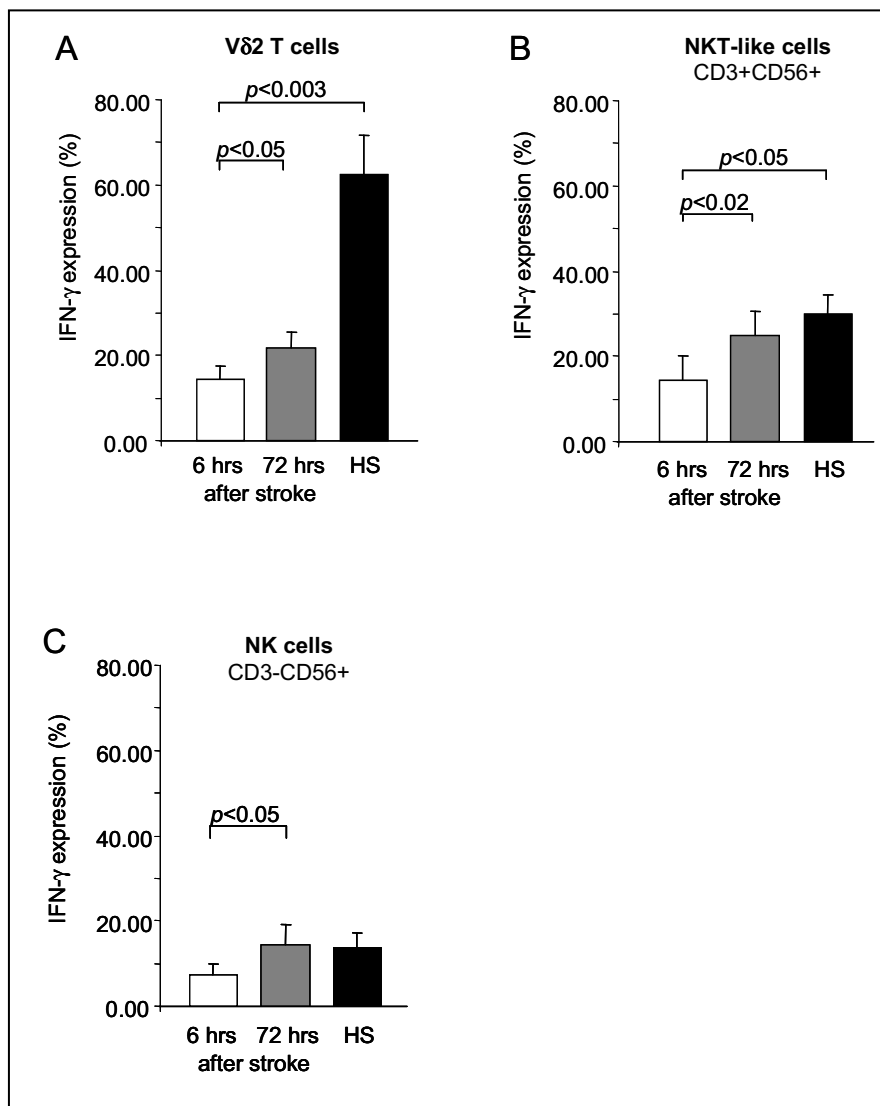 A
Vδ2 T cells
p<0.003
p<0.05
IFN-γ expression (%)
80.00
60.00
40.00
20.00
0.00
6 hrs 72 hrs HS
after stroke
B
NKT-like cells
CD3+CD56+
p<0.05
p<0.02
IFN-γ expression (%)
80.00
60.00
40.00
20.00
0.00
6 hrs 72 hrs HS
after stroke
C
NK cells
CD3-CD56+
p<0.05
IFN-γ expression (%)
80.00
60.00
40.00
20.00
0.00
6 hrs 72 hrs HS
after stroke